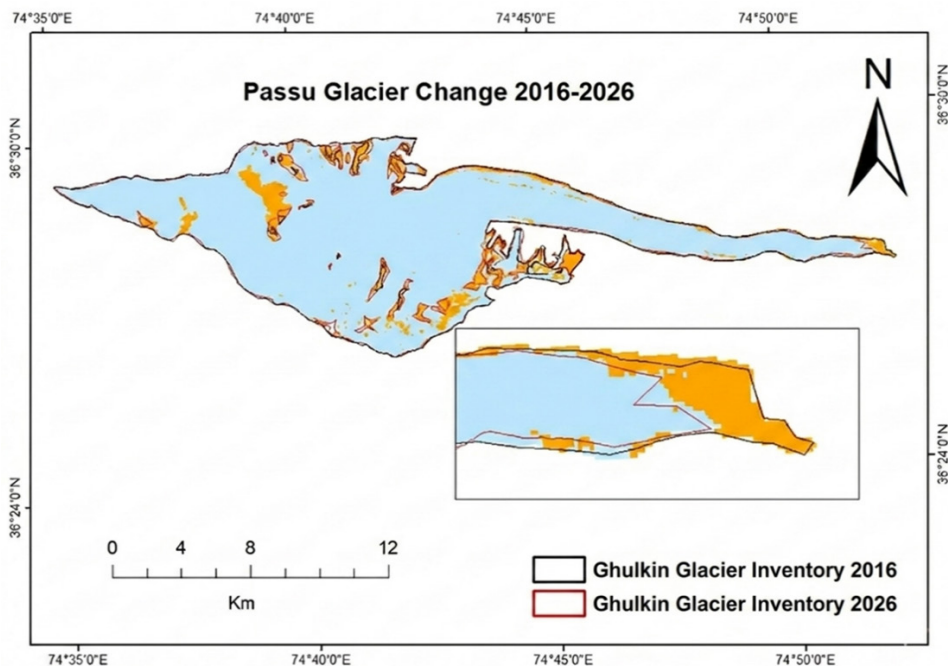 74°35'0"E 74°40'0"E 74°45'0"E 74°50'0"E
N
Passu Glacier Change 2016-2026
36°30'0"N
36°30'0"N
36°24'0"N
36°24'0"N
0 4 8 12
Km
Ghulkin Glacier Inventory 2016
Ghulkin Glacier Inventory 2026
74°35'0"E 74°40'0"E 74°45'0"E 74°50'0"E